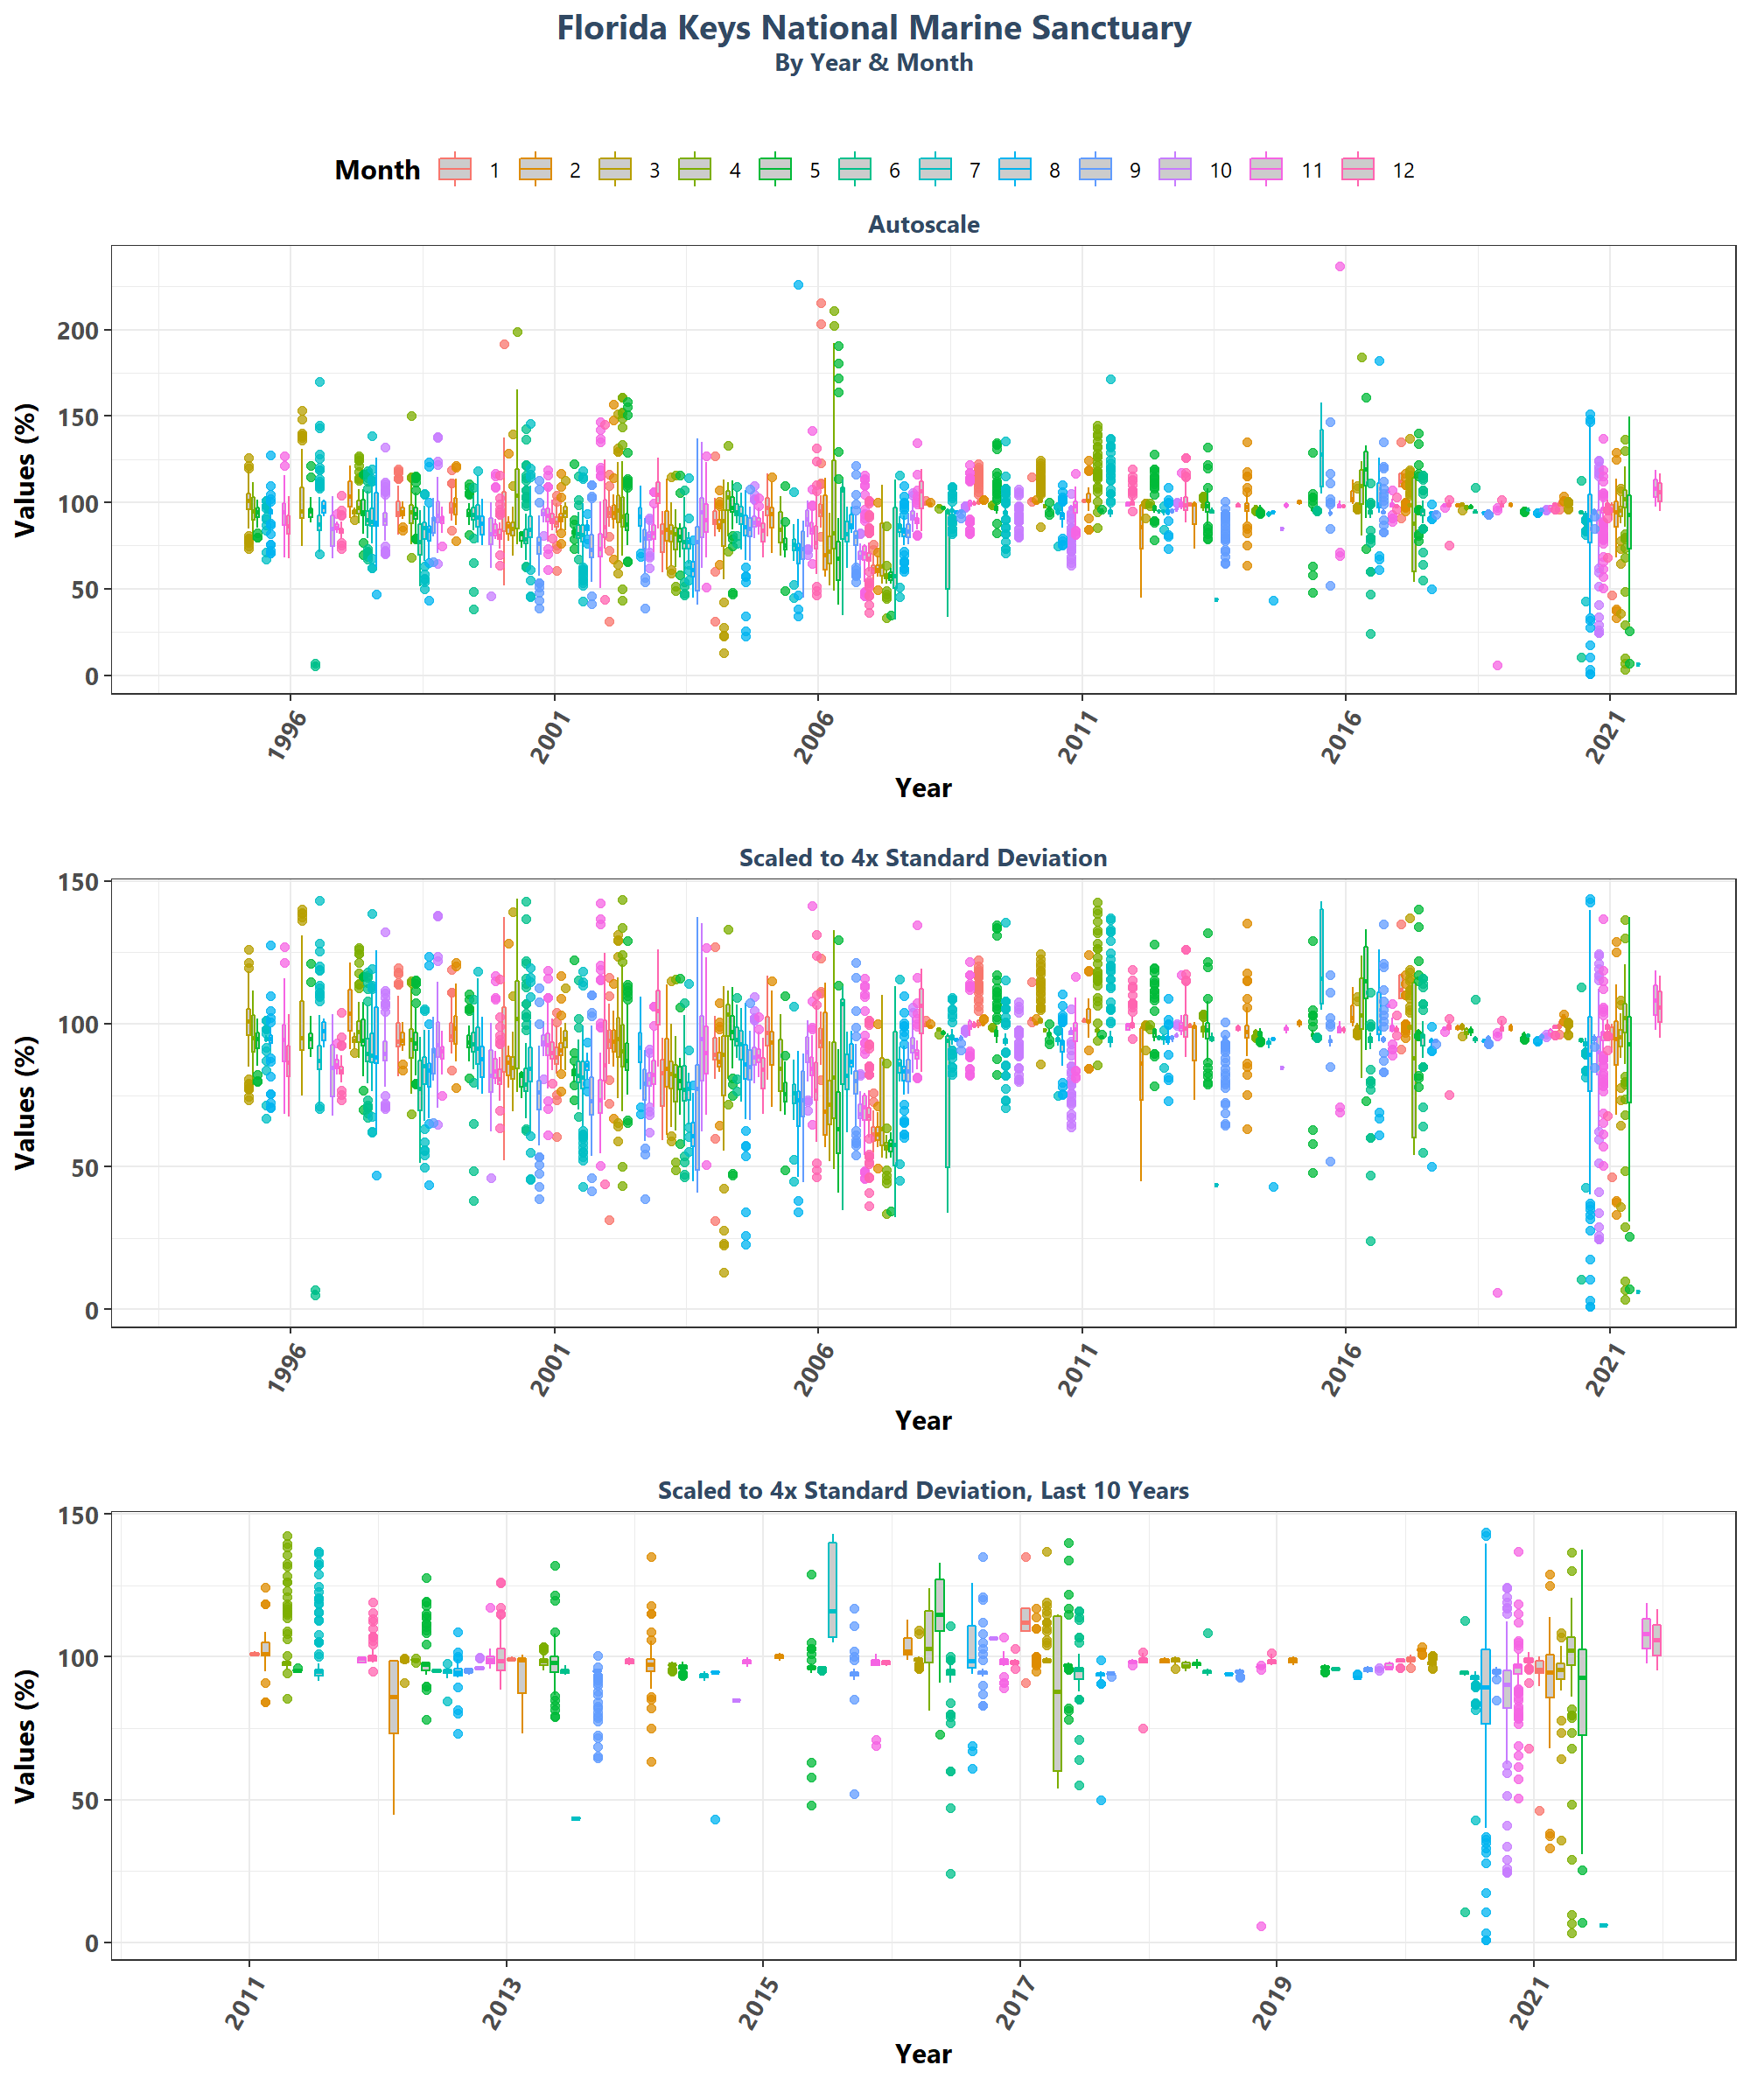 Florida Keys National Marine Sanctuary
By Year & Month
Month 1 2 3 4 5 6 7 8 9 10 11 12
Autoscale
Values (%)
200
150
100
50
0
1996 2001 2006 2011 2016 2021
Year
Scaled to 4x Standard Deviation
Values (%)
150
100
50
0
1996 2001 2006 2011 2016 2021
Year
Scaled to 4x Standard Deviation, Last 10 Years
Values (%)
150
100
50
0
2011 2013 2015 2017 2019 2021
Year